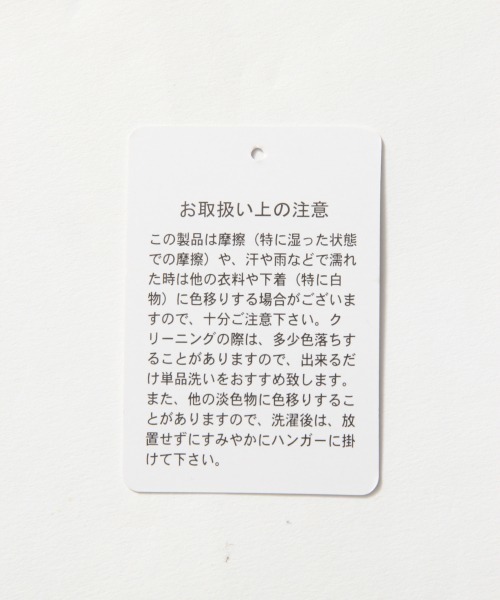 お取扱い上の注意
この製品は摩擦（特に湿った状態
での摩擦）や、汗や雨などで濡れ
た時は他の衣料や下着（特に白
物）に色移りする場合がございま
すので、十分ご注意下さい。ク
リーニングの際は、多少色落ちす
ることがありますので、出来るだ
け単品洗いをおすすめ致します。
また、他の淡色物に色移りするこ
とがありますので、洗濯後は、放
置せずにすみやかにハンガーに掛
けて下さい。